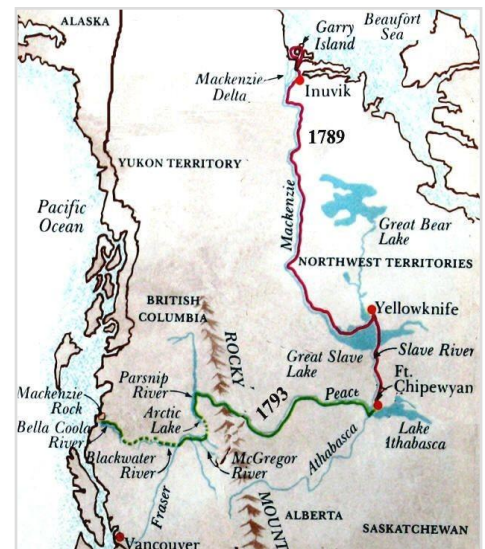 ALASKA
Garry
Island
Beaufort
Sea
Mackenzie
Delta
Inuvik
1789
YUKON TERRITORY
Pacific
Ocean
Mackenzie
Great Bear
Lake
NORTHWEST TERRITORIES
BRITISH
COLUMBIA
Yellowknife
ROCKY
Great Slave
Lake
Slave River
Parsnip
River
Ft.
Chipewyan
Mackenzie
Rock
Arctic
Lake
1793
Peace
Bella Coola
River
Lake
Athabasca
Blackwater
River
McGregor
River
Athabasca
Fraser
MOUNT
ALBERTA
SASKATCHEWAN
Vancouver